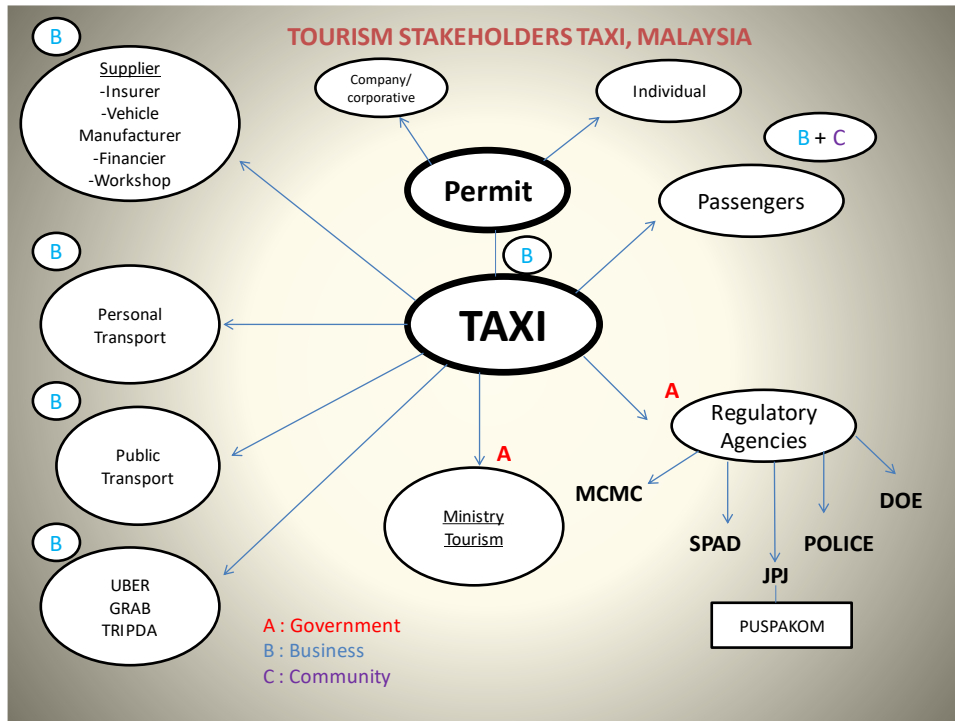 TOURISM STAKEHOLDERS TAXI, MALAYSIA
B
Supplier
-Insurer
-Vehicle
Manufacturer
-Financier
-Workshop
Company/
corporative
Individual
B + C
Permit
Passengers
B
B
Personal
Transport
TAXI
B
Public
Transport
A
Regulatory
Agencies
A
Ministry
Tourism
MCMC
SPAD
JPJ
POLICE
DOE
PUSPAKOM
B
UBER
GRAB
TRIPDA
A : Government
B : Business
C : Community